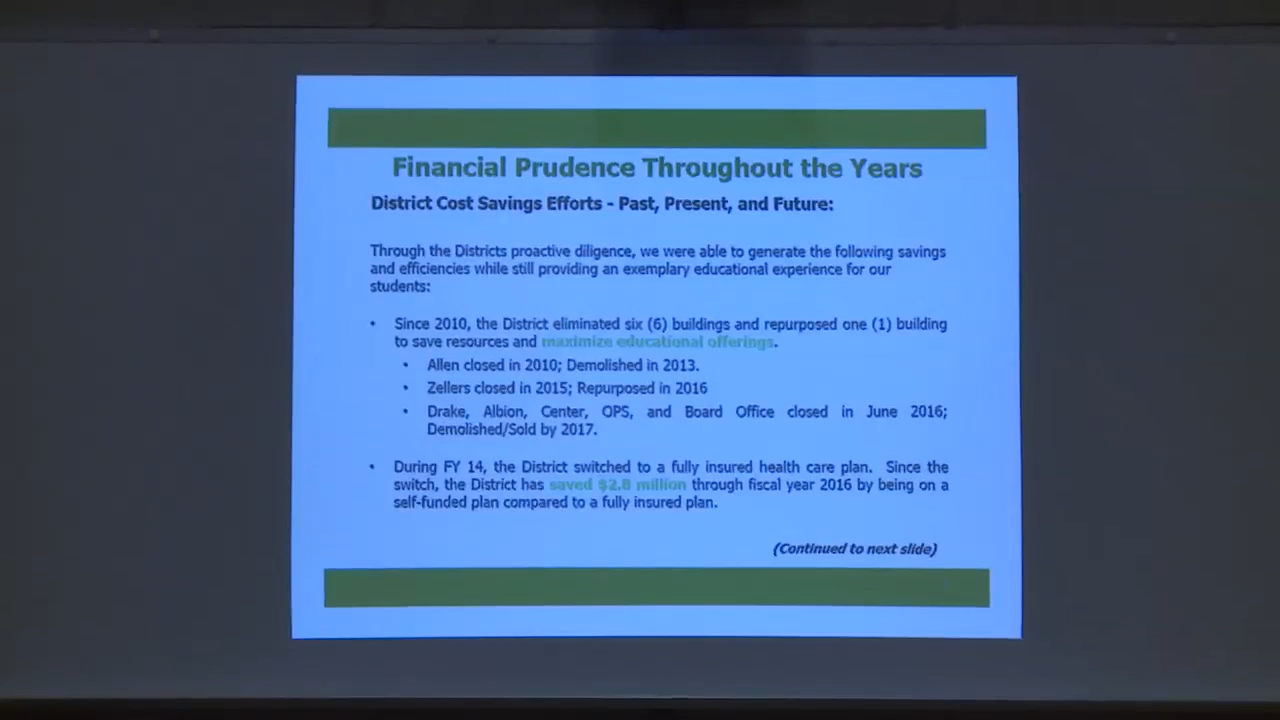 Financial Prudence Throughout the Years
District Cost Savings Efforts - Past, Present, and Future:
Through the Districts proactive diligence, we were able to generate the following savings
and efficiencies while still providing an exemplary educational experience for our
students:
• Since 2010, the District eliminated six (6) buildings and repurposed one (1) building
to save resources and maximize educational offerings.
• Allen closed in 2010; Demolished in 2013.
• Zellers closed in 2015; Repurposed in 2016
• Drake, Albion, Center, OPS, and Board Office closed in June 2016;
Demolished/Sold by 2017.
• During FY 14, the District switched to a fully insured health care plan. Since the
switch, the District has saved $2.8 million through fiscal year 2016 by being on a
self-funded plan compared to a fully insured plan.
(Continued to next slide)